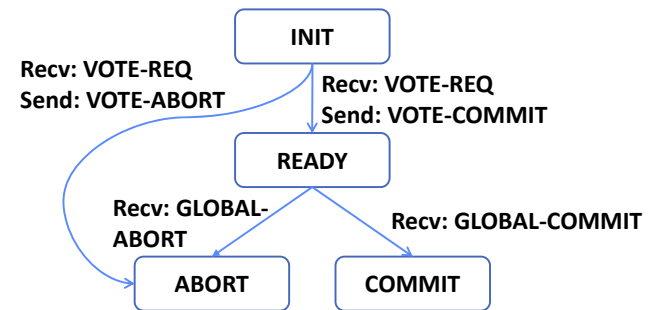 INIT
Recv: VOTE-REQ
Send: VOTE-ABORT
Recv: VOTE-REQ
Send: VOTE-COMMIT
READY
Recv: GLOBAL-
ABORT
Recv: GLOBAL-COMMIT
ABORT
COMMIT